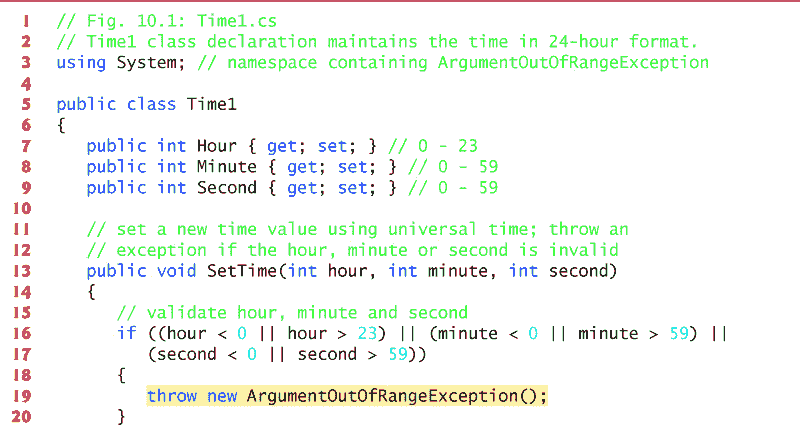 1 // Fig. 10.1: Time1.cs
2 // Time1 class declaration maintains the time in 24-hour format.
3 using System; // namespace containing ArgumentOutOfRangeException
4
5 public class Time1
6 {
7    public int Hour { get; set; } // 0 - 23
8    public int Minute { get; set; } // 0 - 59
9    public int Second { get; set; } // 0 - 59
10
11    // set a new time value using universal time; throw an
12    // exception if the hour, minute or second is invalid
13    public void SetTime(int hour, int minute, int second)
14    {
15       // validate hour, minute and second
16       if ((hour < 0 || hour > 23) || (minute < 0 || minute > 59) ||
17          (second < 0 || second > 59))
18       {
19          throw new ArgumentOutOfRangeException();
20       }